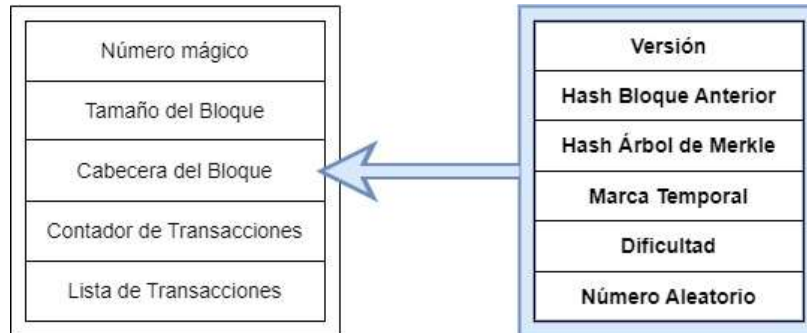 Número mágico
Tamaño del Bloque
Cabecera del Bloque
Contador de Transacciones
Lista de Transacciones
Versión
Hash Bloque Anterior
Hash Árbol de Merkle
Marca Temporal
Dificultad
Número Aleatorio